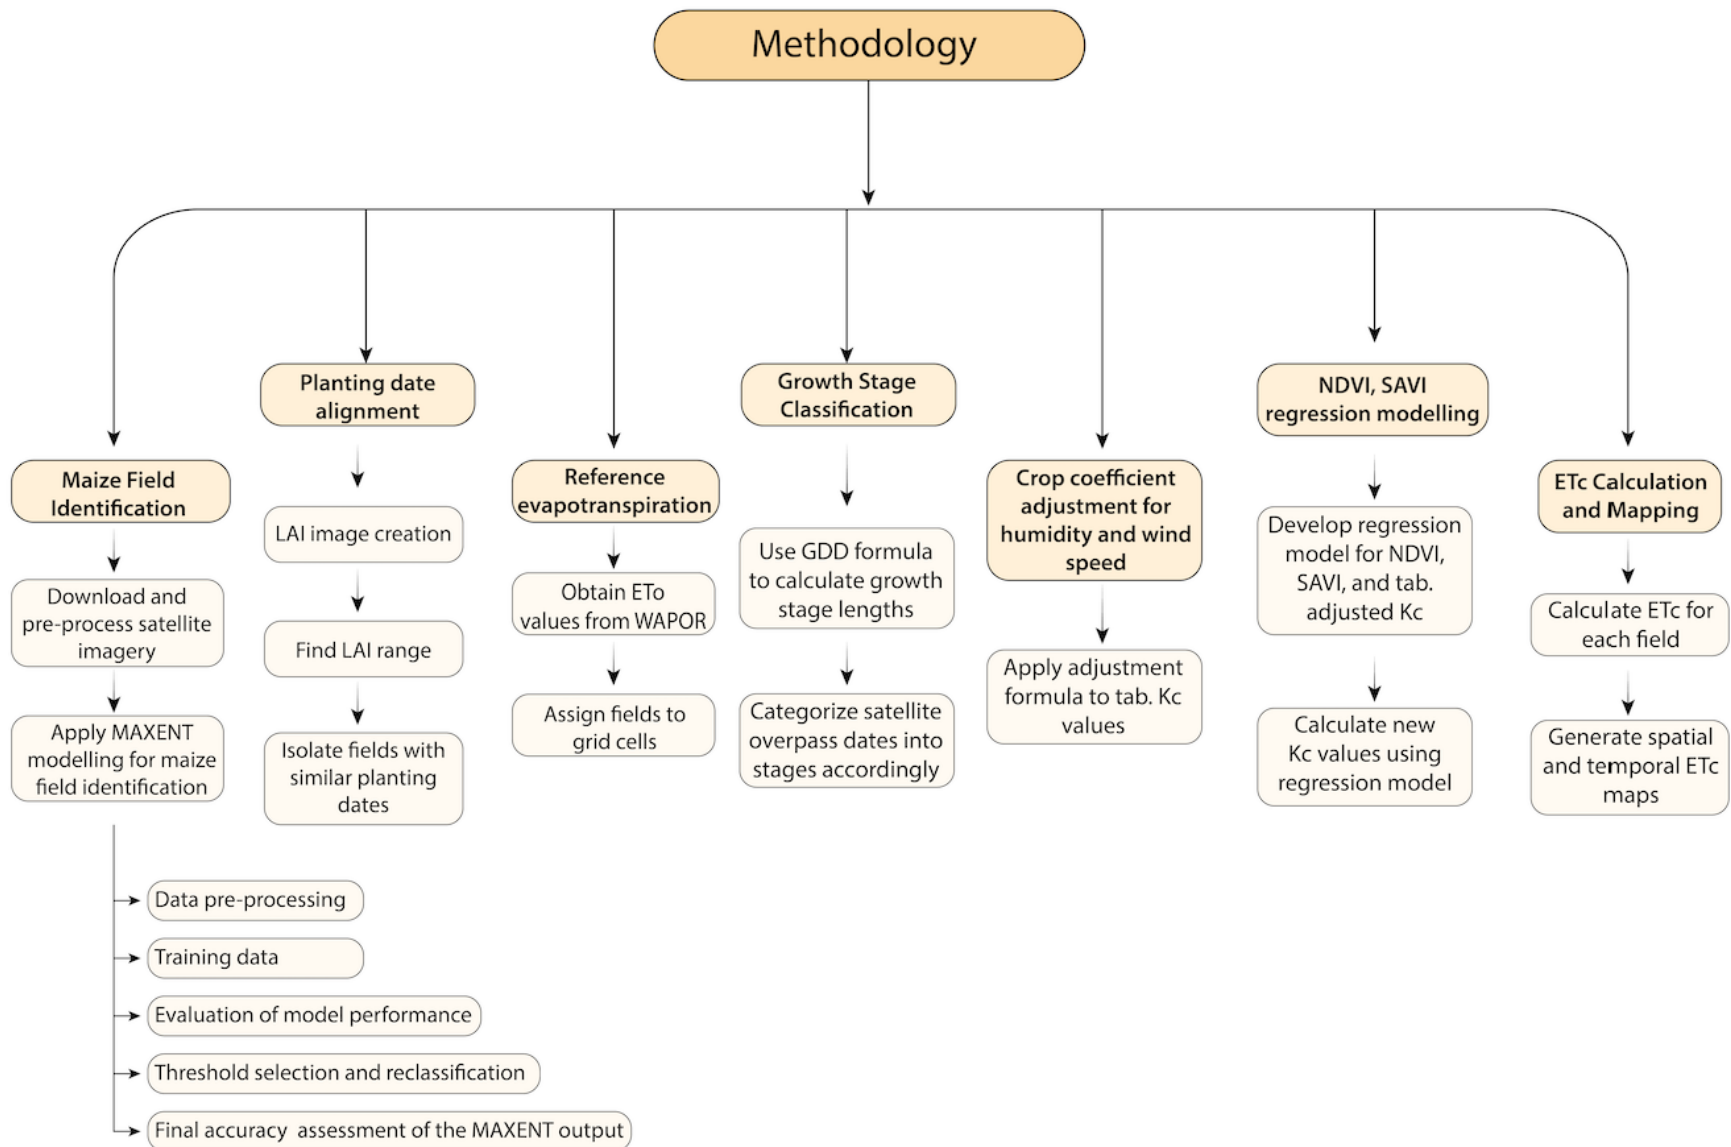 Methodology
Maize Field
Identification
Download and
pre-process satellite
imagery
Apply MAXENT
modelling for maize
field identification
Data pre-processing
Training data
Evaluation of model performance
Threshold selection and reclassification
Final accuracy assessment of the MAXENT output
Planting date
alignment
LAI image creation
Find LAI range
Isolate fields with
similar planting
dates
Reference
evapotranspiration
Obtain ETo
values from WAPOR
Assign fields to
grid cells
Growth Stage
Classification
Use GDD formula
to calculate growth
stage lengths
Categorize satellite
overpass dates into
stages accordingly
Crop coefficient
adjustment for
humidity and wind
speed
Apply adjustment
formula to tab. Kc
values
NDVI, SAVI
regression modelling
Develop regression
model for NDVI,
SAVI, and tab.
adjusted Kc
Calculate new
Kc values using
regression model
ETc Calculation
and Mapping
Calculate ETc for
each field
Generate spatial
and temporal ETc
maps